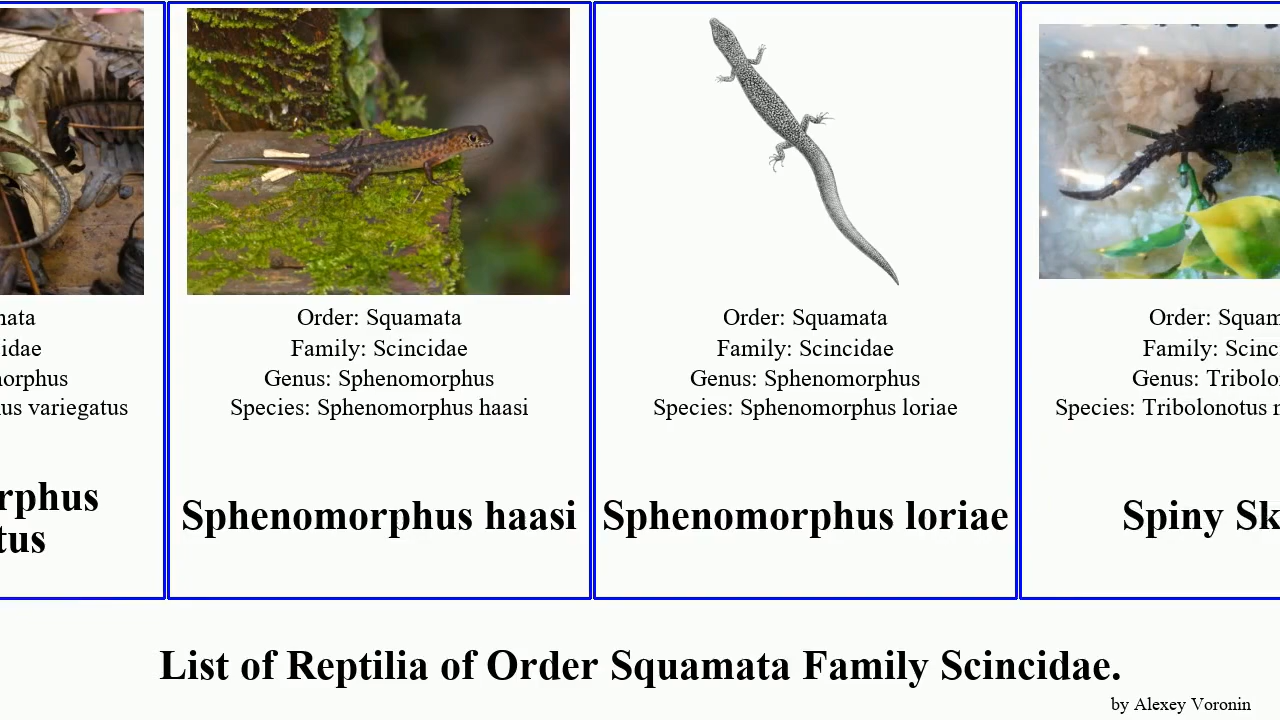 nata
idae
norphus
us variegatus
rphus
tus
Order: Squamata
Family: Scincidae
Genus: Sphenomorphus
Species: Sphenomorphus haasi
Sphenomorphus haasi
Order: Squamata
Family: Scincidae
Genus: Sphenomorphus
Species: Sphenomorphus loriae
Sphenomorphus loriae
Order: Squam
Family: Scinc
Genus: Tribolo
Species: Tribolonotus
Spiny Sk
List of Reptilia of Order Squamata Family Scincidae.
by Alexey Voronin